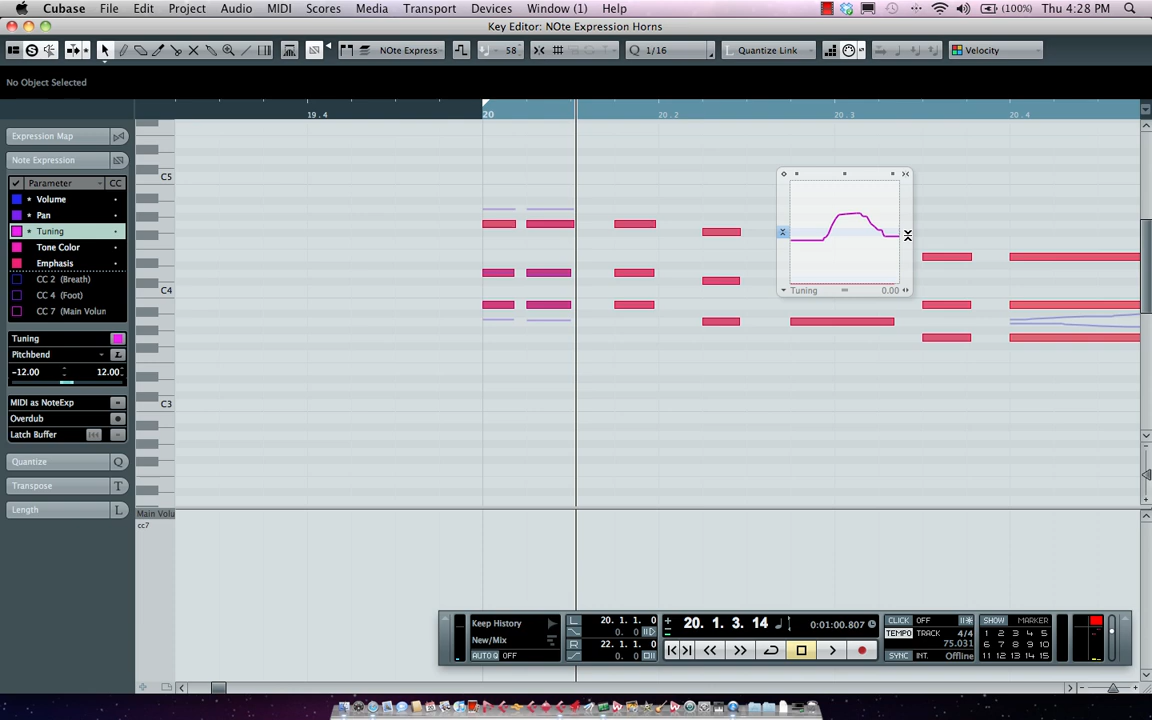 Cubase File Edit Project Audio MIDI Scores Media Transport Devices Window (1) Help (100%) Thu 4:28 PM
Key Editor: NOte Expression Horns
NOte Express 58 Q 1/16 Quantize Link Velocity
No Object Selected
19.4 20 20.2 20.3 20.4
Expression Map
Note Expression
Parameter CC
Volume
Pan
Tuning
Tone Color
Emphasis
CC 2 (Breath)
CC 4 (Foot)
CC 7 (Main Volun
Tuning
Pitchbend L
-12.00 12.00
MIDI as NoteExp
Overdub
Latch Buffer
Quantize Q
Transpose T
Length L
C5
C4
C3
Tuning 0.00
Main Volu
cc7
Keep History
New/Mix
AUTO Q OFF
L 20. 1. 1. 0
0. 0
R 22. 1. 1. 0
0. 0
20. 1. 3. 14 0:01:00.807
CLICK OFF
TEMPO TRACK 4/4
75.031
SYNC INT. Offline
SHOW MARKER
1 2 3 4 5
6 7 8 9 10
11 12 13 14 15